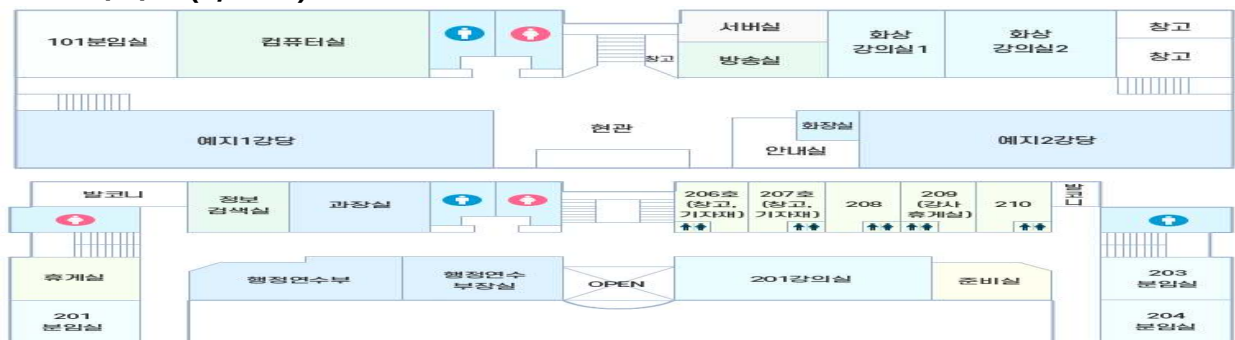 101분임실
컴퓨터실
창고
서버실
방송실
화상
강의실1
화상
강의실2
창고
창고
예지1강당
현관
화장실
안내실
예지2강당
발코니
정보
검색실
과장실
206호
(창고,
기자재)
207호
(창고,
기자재)
208
209
(강사
휴게실)
210
발코니
휴게실
행정연수부
행정연수
부장실
OPEN
201강의실
준비실
203
분임실
201
분임실
204
분임실